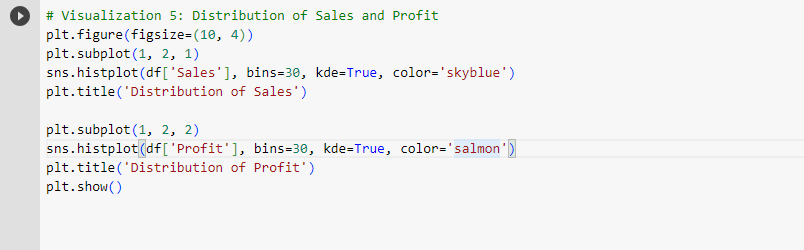 # Visualization 5: Distribution of Sales and Profit
plt.figure(figsize=(10, 4))
plt.subplot(1, 2, 1)
sns.histplot(df['Sales'], bins=30, kde=True, color='skyblue')
plt.title('Distribution of Sales')
plt.subplot(1, 2, 2)
sns.histplot(df['Profit'], bins=30, kde=True, color='salmon')
plt.title('Distribution of Profit')
plt.show()